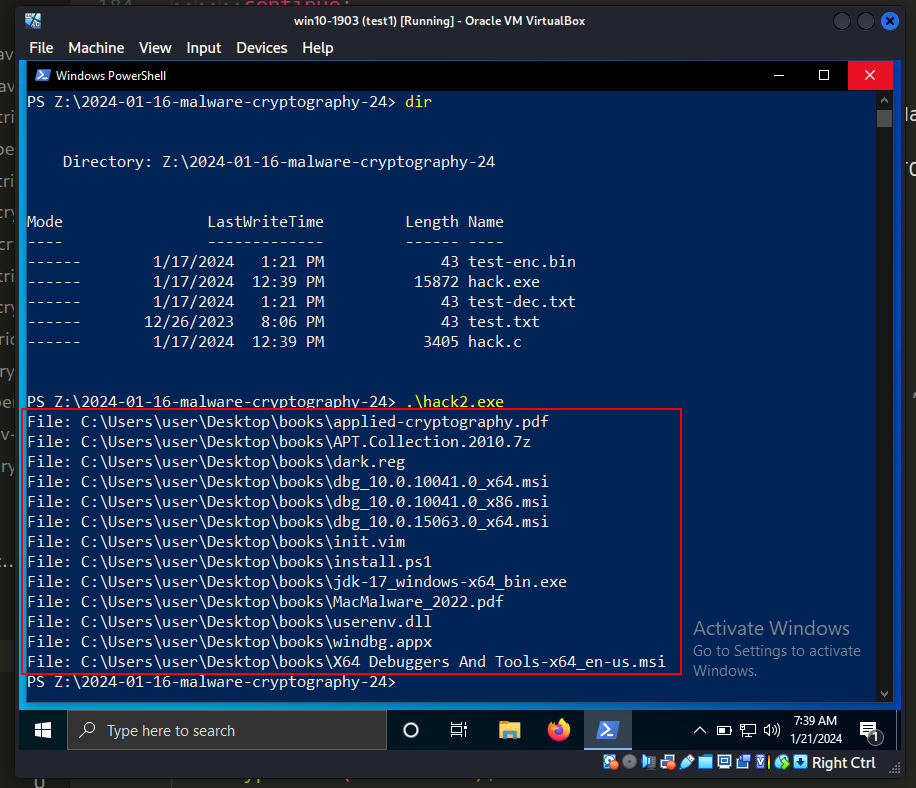 184
continue;
win10-1903 (test1) [Running] - Oracle VM VirtualBox
File Machine View Input Devices Help
Windows PowerShell
PS Z:\2024-01-16-malware-cryptography-24> dir
Directory: Z:\2024-01-16-malware-cryptography-24
Mode LastWriteTime Length Name
---- ------------- ------ ----
------ 1/17/2024 1:21 PM 43 test-enc.bin
------ 1/17/2024 12:39 PM 15872 hack.exe
------ 1/17/2024 1:21 PM 43 test-dec.txt
------ 12/26/2023 8:06 PM 43 test.txt
------ 1/17/2024 12:39 PM 3405 hack.c
PS Z:\2024-01-16-malware-cryptography-24> .\hack2.exe
File: C:\Users\user\Desktop\books\applied-cryptography.pdf
File: C:\Users\user\Desktop\books\APT.Collection.2010.7z
File: C:\Users\user\Desktop\books\dark.reg
File: C:\Users\user\Desktop\books\dbg_10.0.10041.0_x64.msi
File: C:\Users\user\Desktop\books\dbg_10.0.10041.0_x86.msi
File: C:\Users\user\Desktop\books\dbg_10.0.15063.0_x64.msi
File: C:\Users\user\Desktop\books\init.vim
File: C:\Users\user\Desktop\books\install.ps1
File: C:\Users\user\Desktop\books\jdk-17_windows-x64_bin.exe
File: C:\Users\user\Desktop\books\MacMalware_2022.pdf
File: C:\Users\user\Desktop\books\userenv.dll
File: C:\Users\user\Desktop\books\windbg.appx
File: C:\Users\user\Desktop\books\X64 Debuggers And Tools-x64_en-us.msi
PS Z:\2024-01-16-malware-cryptography-24>
Activate Windows
Go to Settings to activate
Windows.
Type here to search
7:39 AM
1/21/2024
1
Right Ctrl